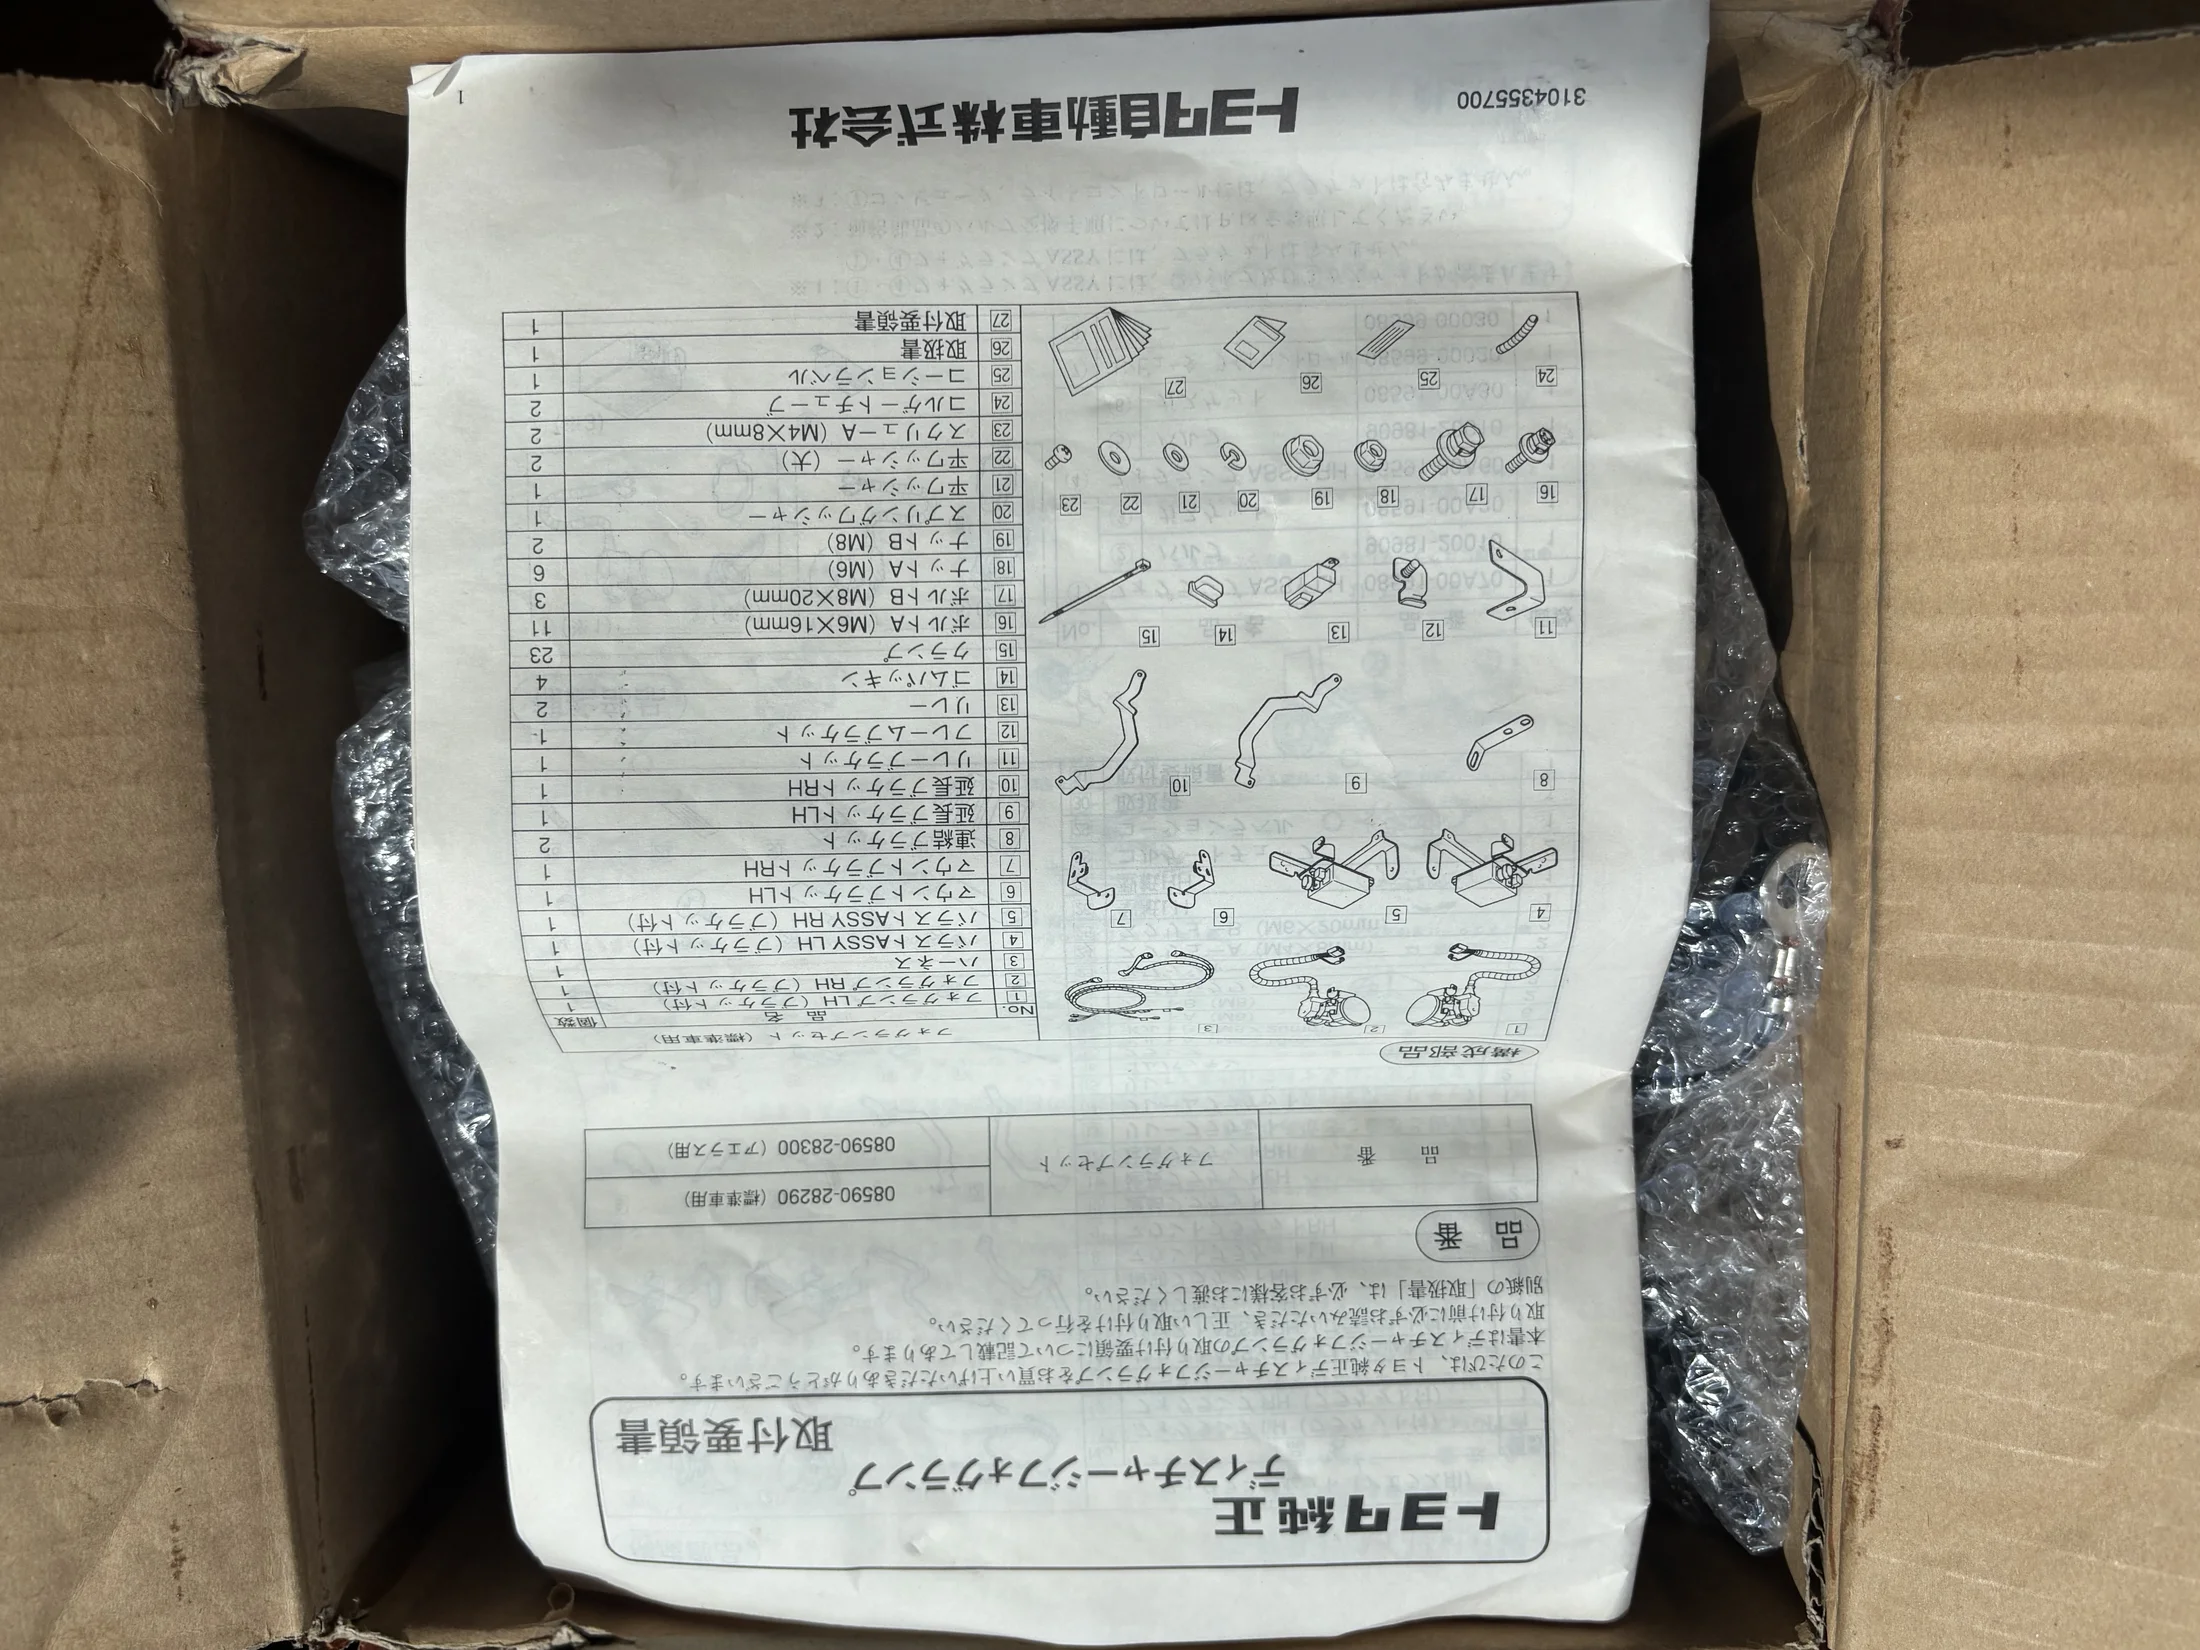 トヨタ純正
ディスチャージフォグランプ
取付要領書
このたびは、トヨタ純正ディスチャージフォグランプをお買い上げいただきありがとうございます。
本書はディスチャージフォグランプの取り付け要領について記載してあります。
取り付け前に必ずお読みいただき、正しい取り付けを行ってください。
別紙の「取扱書」は、必ずお客様にお渡しください。
品 番
品 番 フォグランプセット 08590-28290（標準車用）
08590-28300（アエラス用）
構成部品
フォグランプセット（標準車用）
No. 品 名 個数
1 フォグランプ LH（ブラケット付） 1
2 フォグランプ RH（ブラケット付） 1
3 ハーネス 1
4 バラストASSY LH（ブラケット付） 1
5 バラストASSY RH（ブラケット付） 1
6 マウントブラケットLH 1
7 マウントブラケットRH 1
8 連結ブラケット 2
9 延長ブラケットLH 1
10 延長ブラケットRH 1
11 リレーブラケット 1
12 フレームブラケット 1
13 リレー 2
14 ゴムパッキン 4
15 クランプ 23
16 ボルトA（M6×16mm） 11
17 ボルトB（M8×20mm） 3
18 ナットA（M6） 6
19 ナットB（M8） 2
20 スプリングワッシャー 1
21 平ワッシャー 1
22 平ワッシャー（大） 2
23 スクリューA（M4×8mm） 2
24 コルゲートチューブ 2
25 コーションラベル 1
26 取扱書 1
27 取付要領書 1
1 2 3
4 5 6 7
8 9 10
11 12 13 14 15
16 17 18 19 20 21 22 23
24 25 26 27
3104355700
トヨタ自動車株式会社
1